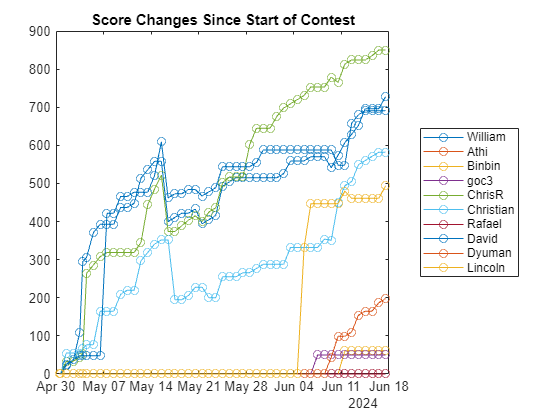 Score Changes Since Start of Contest
900
800
700
600
500
400
300
200
100
0
Apr 30 May 07 May 14 May 21 May 28 Jun 04 Jun 11 Jun 18
2024
William
Athi
Binbin
goc3
ChrisR
Christian
Rafael
David
Dyuman
Lincoln